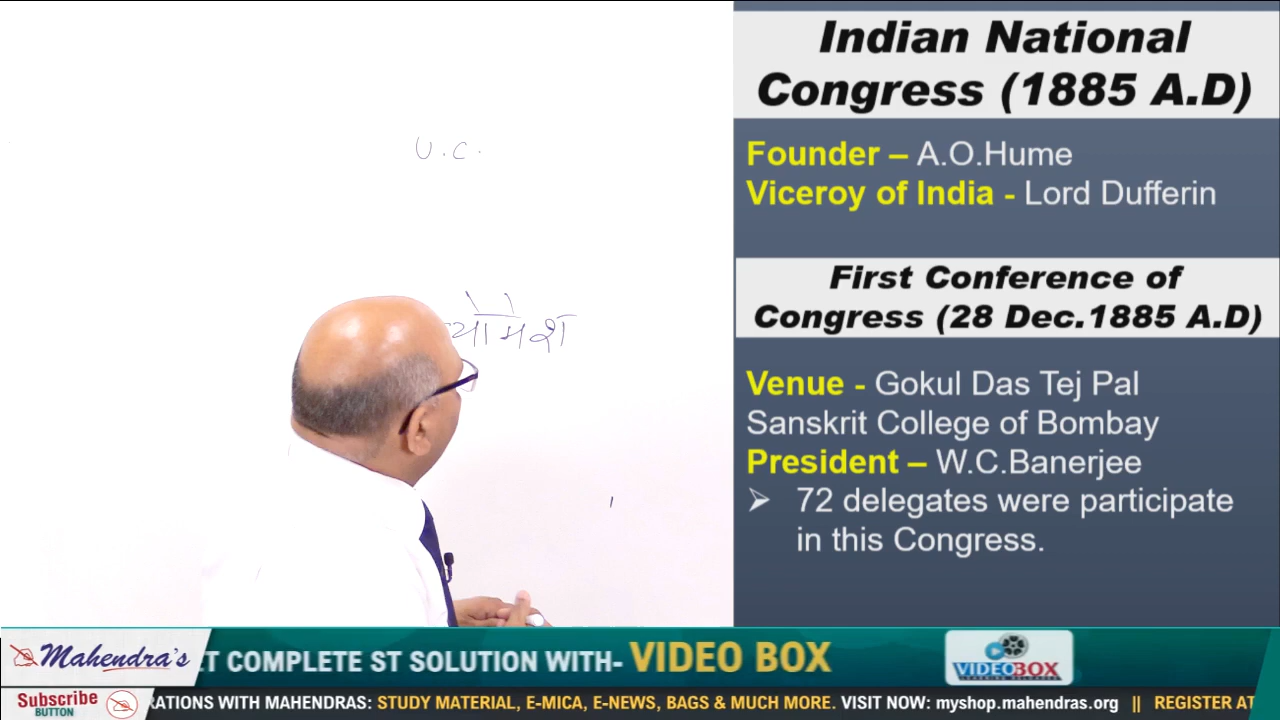 U.C.
व्योमेश
Indian National
Congress (1885 A.D)
Founder – A.O.Hume
Viceroy of India - Lord Dufferin
First Conference of
Congress (28 Dec.1885 A.D)
Venue - Gokul Das Tej Pal
Sanskrit College of Bombay
President – W.C.Banerjee
➢ 72 delegates were participate
in this Congress.
Mahendra's
ET COMPLETE ST SOLUTION WITH- VIDEO BOX
VIDEOBOX
Subscribe
BUTTON
RATIONS WITH MAHENDRAS: STUDY MATERIAL, E-MICA, E-NEWS, BAGS & MUCH MORE. VISIT NOW: myshop.mahendras.org || REGISTER AT